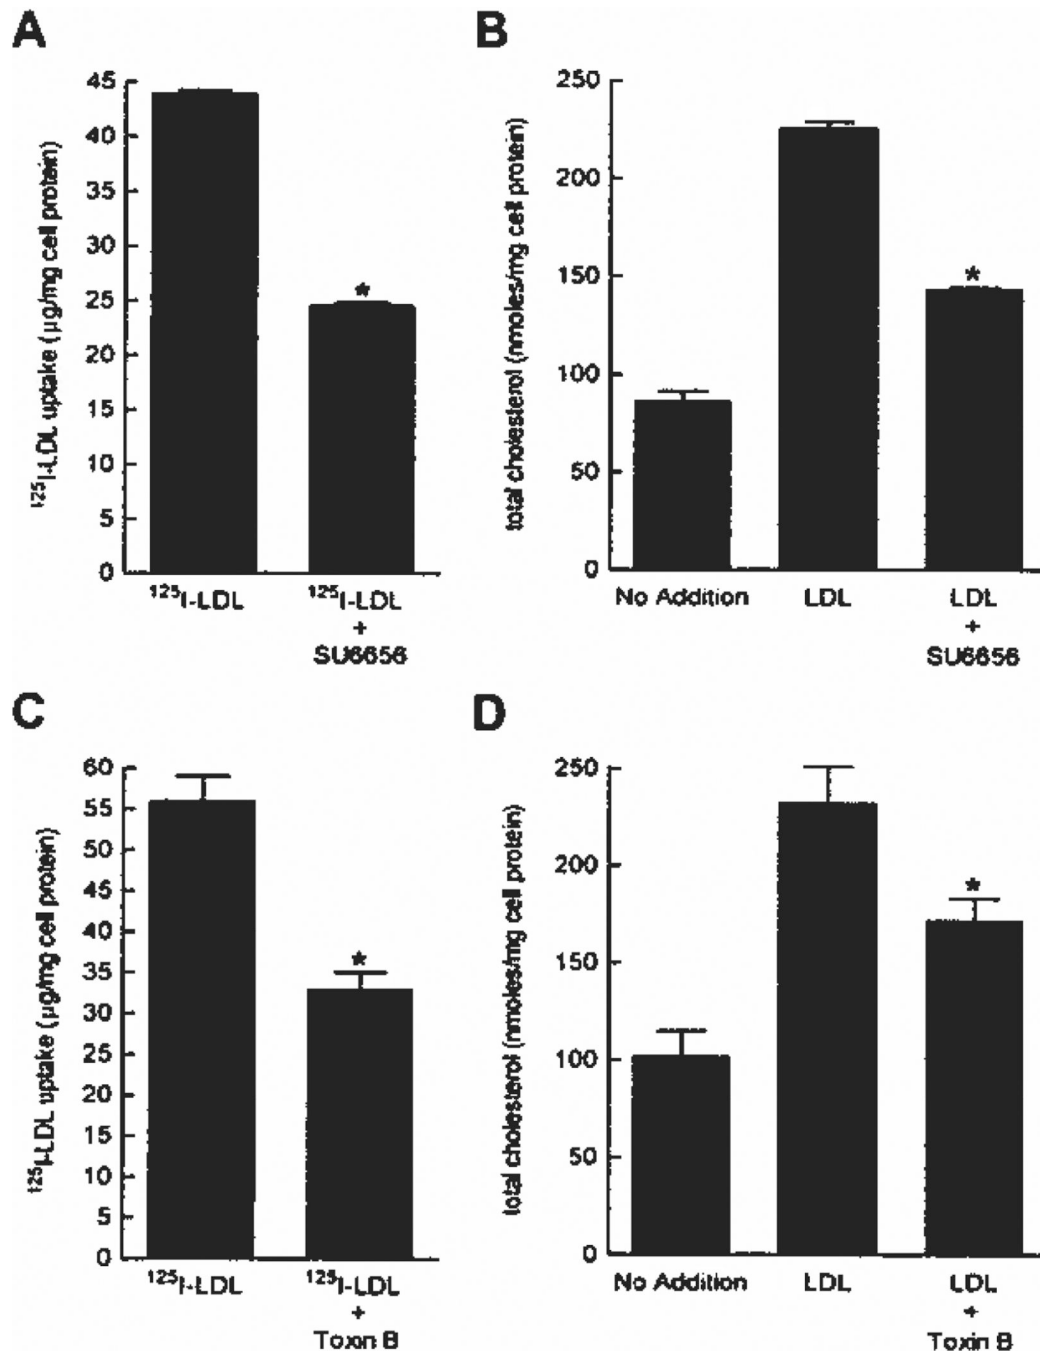 A
¹²⁵I-LDL uptake (µg/mg cell protein)
45
40
35
30
25
20
15
10
5
0
*
¹²⁵I-LDL
¹²⁵I-LDL
+
SU6656
B
total cholesterol (nmoles/mg cell protein)
250
200
150
100
50
0
*
No Addition
LDL
LDL
+
SU6656
C
¹²⁵I-LDL uptake (µg/mg cell protein)
60
55
50
45
40
35
30
25
20
15
10
5
0
*
¹²⁵I-LDL
¹²⁵I-LDL
+
Toxin B
D
total cholesterol (nmoles/mg cell protein)
250
200
150
100
50
0
*
No Addition
LDL
LDL
+
Toxin B